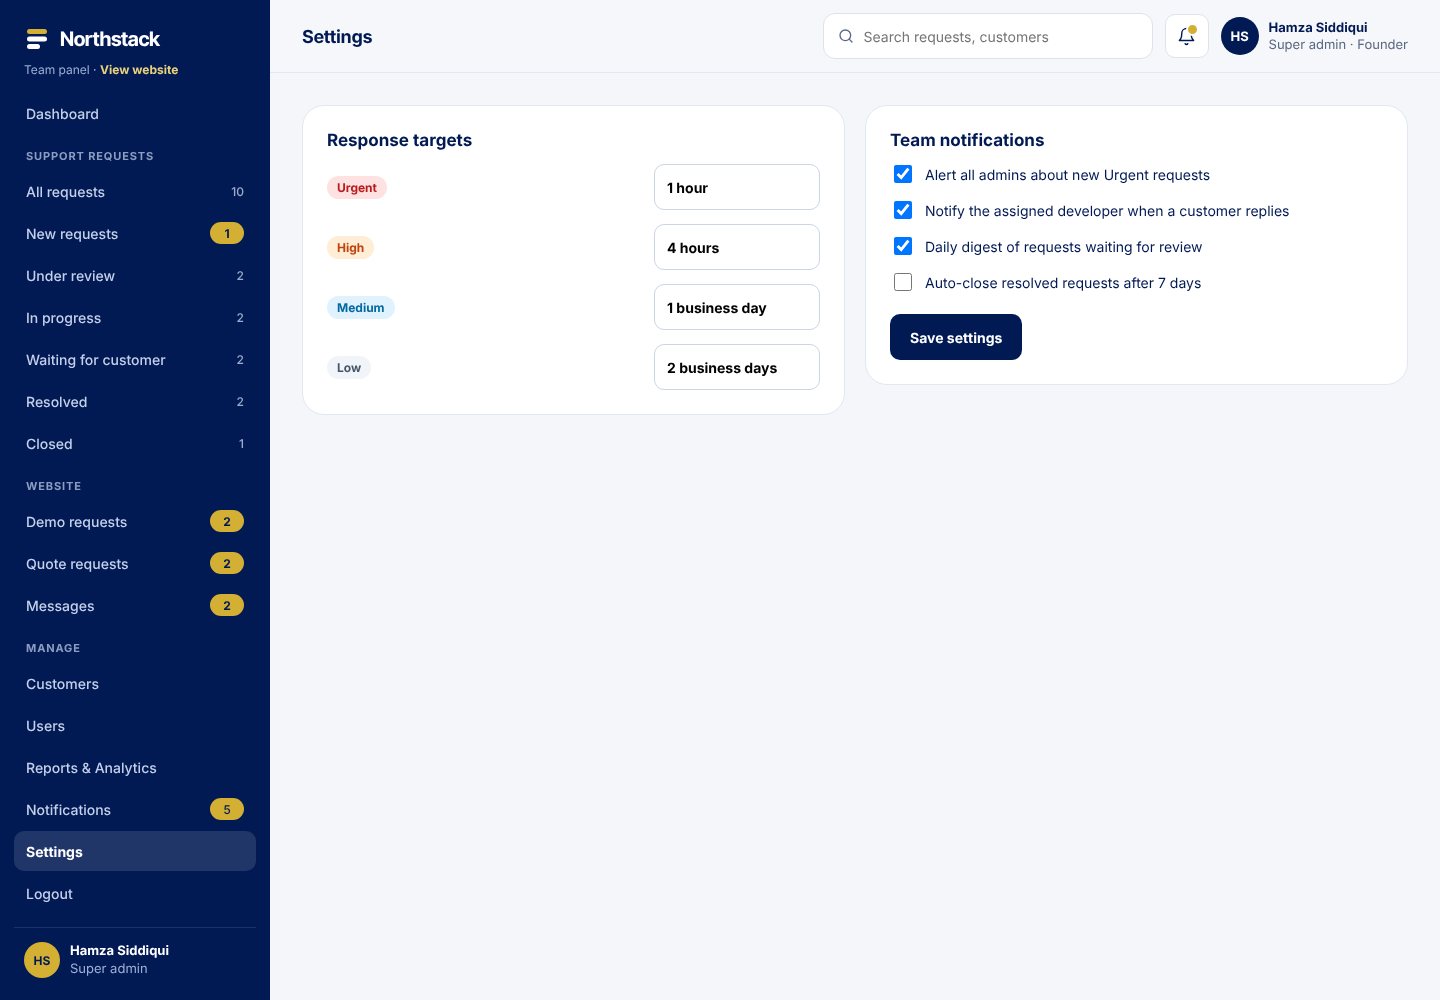 Northstack
Team panel · View website
Dashboard
SUPPORT REQUESTS
All requests 10
New requests 1
Under review 2
In progress 2
Waiting for customer 2
Resolved 2
Closed 1
WEBSITE
Demo requests 2
Quote requests 2
Messages 2
MANAGE
Customers
Users
Reports & Analytics
Notifications 5
Settings
Logout
HS
Hamza Siddiqui
Super admin
Settings
Search requests, customers
HS
Hamza Siddiqui
Super admin · Founder
Response targets
Urgent 1 hour
High 4 hours
Medium 1 business day
Low 2 business days
Team notifications
Alert all admins about new Urgent requests
Notify the assigned developer when a customer replies
Daily digest of requests waiting for review
Auto-close resolved requests after 7 days
Save settings